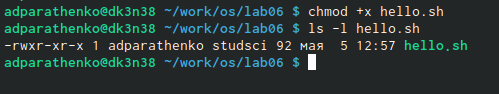 adparathenko@dk3n38 ~/work/os/lab06 $ chmod +x hello.sh
adparathenko@dk3n38 ~/work/os/lab06 $ ls -l hello.sh
-rwxr-xr-x 1 adparathenko studsci 92 мая  5 12:57 hello.sh
adparathenko@dk3n38 ~/work/os/lab06 $